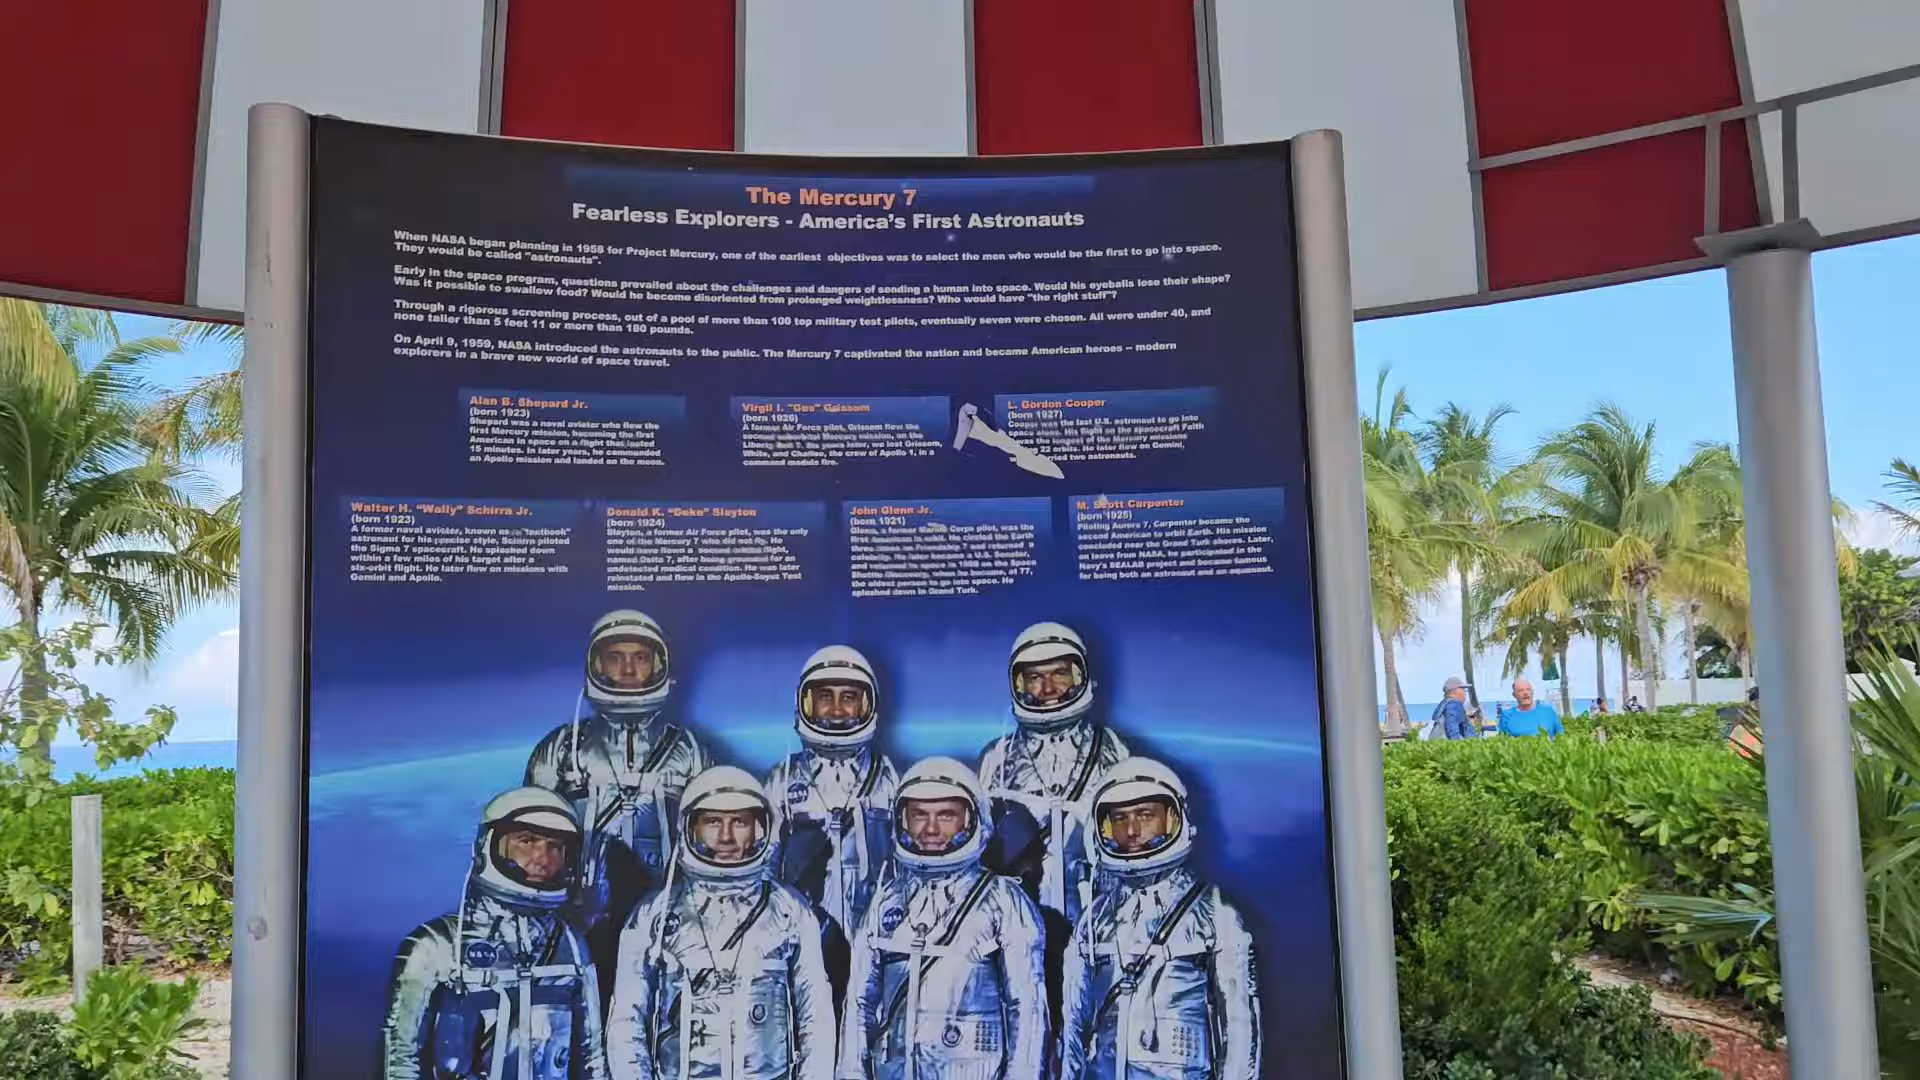 The Mercury 7
Fearless Explorers - America's First Astronauts
When NASA began planning in 1958 for Project Mercury, one of the earliest objectives was to select the men who would be the first to go into space.
They would be called "astronauts".
Early in the space program, questions prevailed about the challenges and dangers of sending a human into space. Would his eyeballs lose their shape?
Was it possible to swallow food? Would he become disoriented from prolonged weightlessness? Who would have "the right stuff"?
Through a rigorous screening process, out of a pool of more than 100 top military test pilots, eventually seven were chosen. All were under 40, and
none taller than 5 feet 11 or more than 180 pounds.
On April 9, 1959, NASA introduced the astronauts to the public. The Mercury 7 captivated the nation and became American heroes – modern
explorers in a brave new world of space travel.
Alan B. Shepard Jr.
(born 1923)
Shepard was a naval aviator who flew the
first Mercury mission, becoming the first
American in space on a flight that lasted
15 minutes. In later years, he commanded
an Apollo mission and landed on the moon.
Virgil I. "Gus" Grissom
(born 1926)
A former Air Force pilot, Grissom flew the
second suborbital Mercury mission, on the
Liberty Bell 7. Six years later, we lost Grissom,
White, and Chaffee, the crew of Apollo 1, in a
command module fire.
L. Gordon Cooper
(born 1927)
Cooper was the last U.S. astronaut to go into
space alone. His flight on the spacecraft Faith
was the longest of the Mercury missions
22 orbits. He later flew on Gemini,
two astronauts.
Walter H. "Wally" Schirra Jr.
(born 1923)
A former naval aviator, known as "textbook"
astronaut for his precise style, Schirra piloted
the Sigma 7 spacecraft. He splashed down
within a few miles of his target after a
six-orbit flight. He later flew on missions with
Gemini and Apollo.
Donald K. "Deke" Slayton
(born 1924)
Slayton, a former Air Force pilot, was the only
one of the Mercury 7 who did not fly. He
would have flown a second orbital flight,
named Delta 7, after being grounded for an
undetected medical condition. He was later
reinstated and flew in the Apollo-Soyuz Test
mission.
John Glenn Jr.
(born 1921)
Glenn, a former Marine Corps pilot, was the
first American in orbit. He circled the Earth
three times on Friendship 7 and returned a
celebrity. He later became a U.S. Senator,
and returned to space in 1998 on the Space
Shuttle Discovery, when he became, at 77,
the oldest person to go into space. He
splashed down in Grand Turk.
M. Scott Carpenter
(born 1925)
Piloting Aurora 7, Carpenter became the
second American to orbit Earth. His mission
concluded near the Grand Turk shores. Later,
on leave from NASA, he participated in the
Navy's SEALAB project and became famous
for being both an astronaut and an aquanaut.
NASA